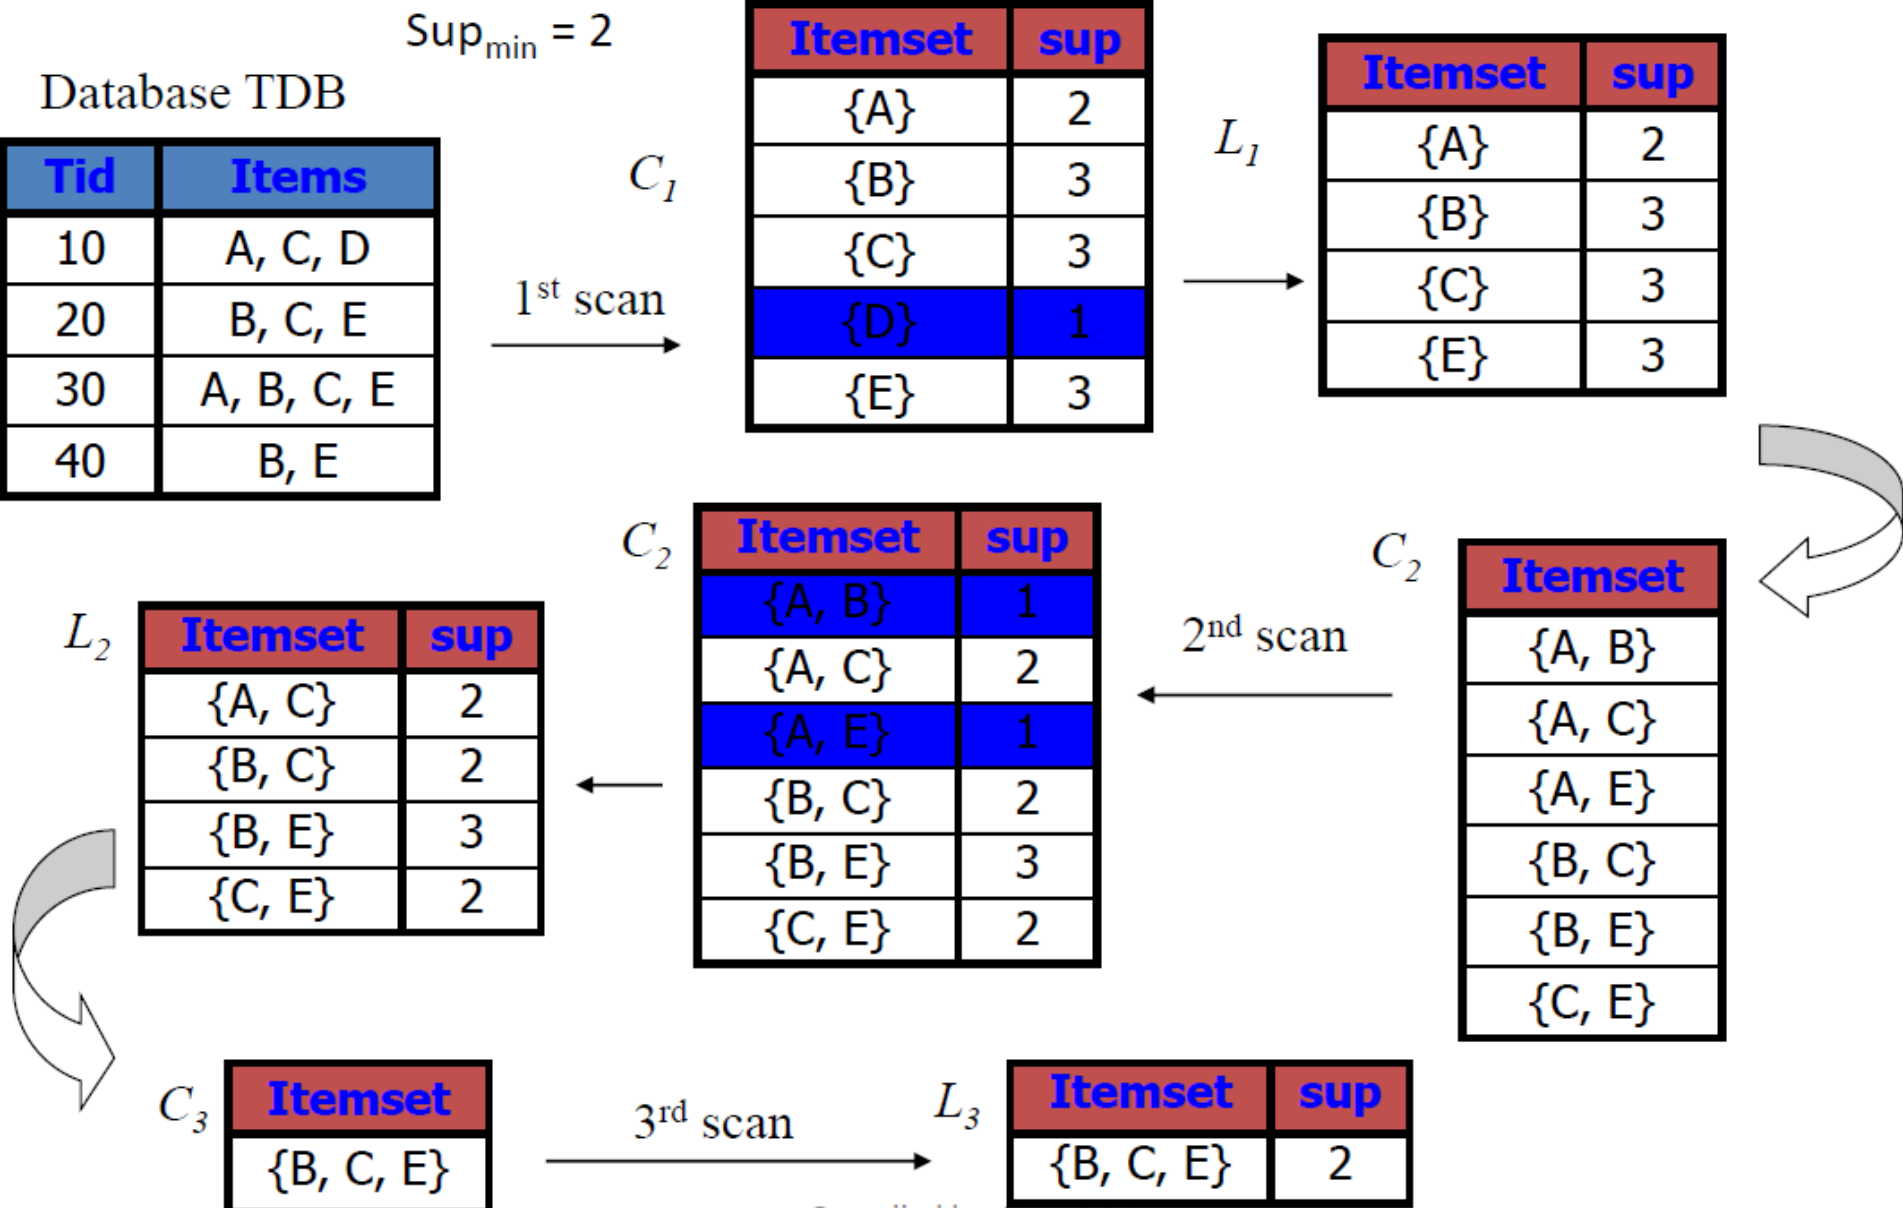 Sup_min = 2
Database TDB
Tid Items
10 A, C, D
20 B, C, E
30 A, B, C, E
40 B, E
1st scan
C1
Itemset sup
{A} 2
{B} 3
{C} 3
{D} 1
{E} 3
L1
Itemset sup
{A} 2
{B} 3
{C} 3
{E} 3
C2
Itemset
{A, B}
{A, C}
{A, E}
{B, C}
{B, E}
{C, E}
2nd scan
C2
Itemset sup
{A, B} 1
{A, C} 2
{A, E} 1
{B, C} 2
{B, E} 3
{C, E} 2
L2
Itemset sup
{A, C} 2
{B, C} 2
{B, E} 3
{C, E} 2
C3
Itemset
{B, C, E}
3rd scan
L3
Itemset sup
{B, C, E} 2